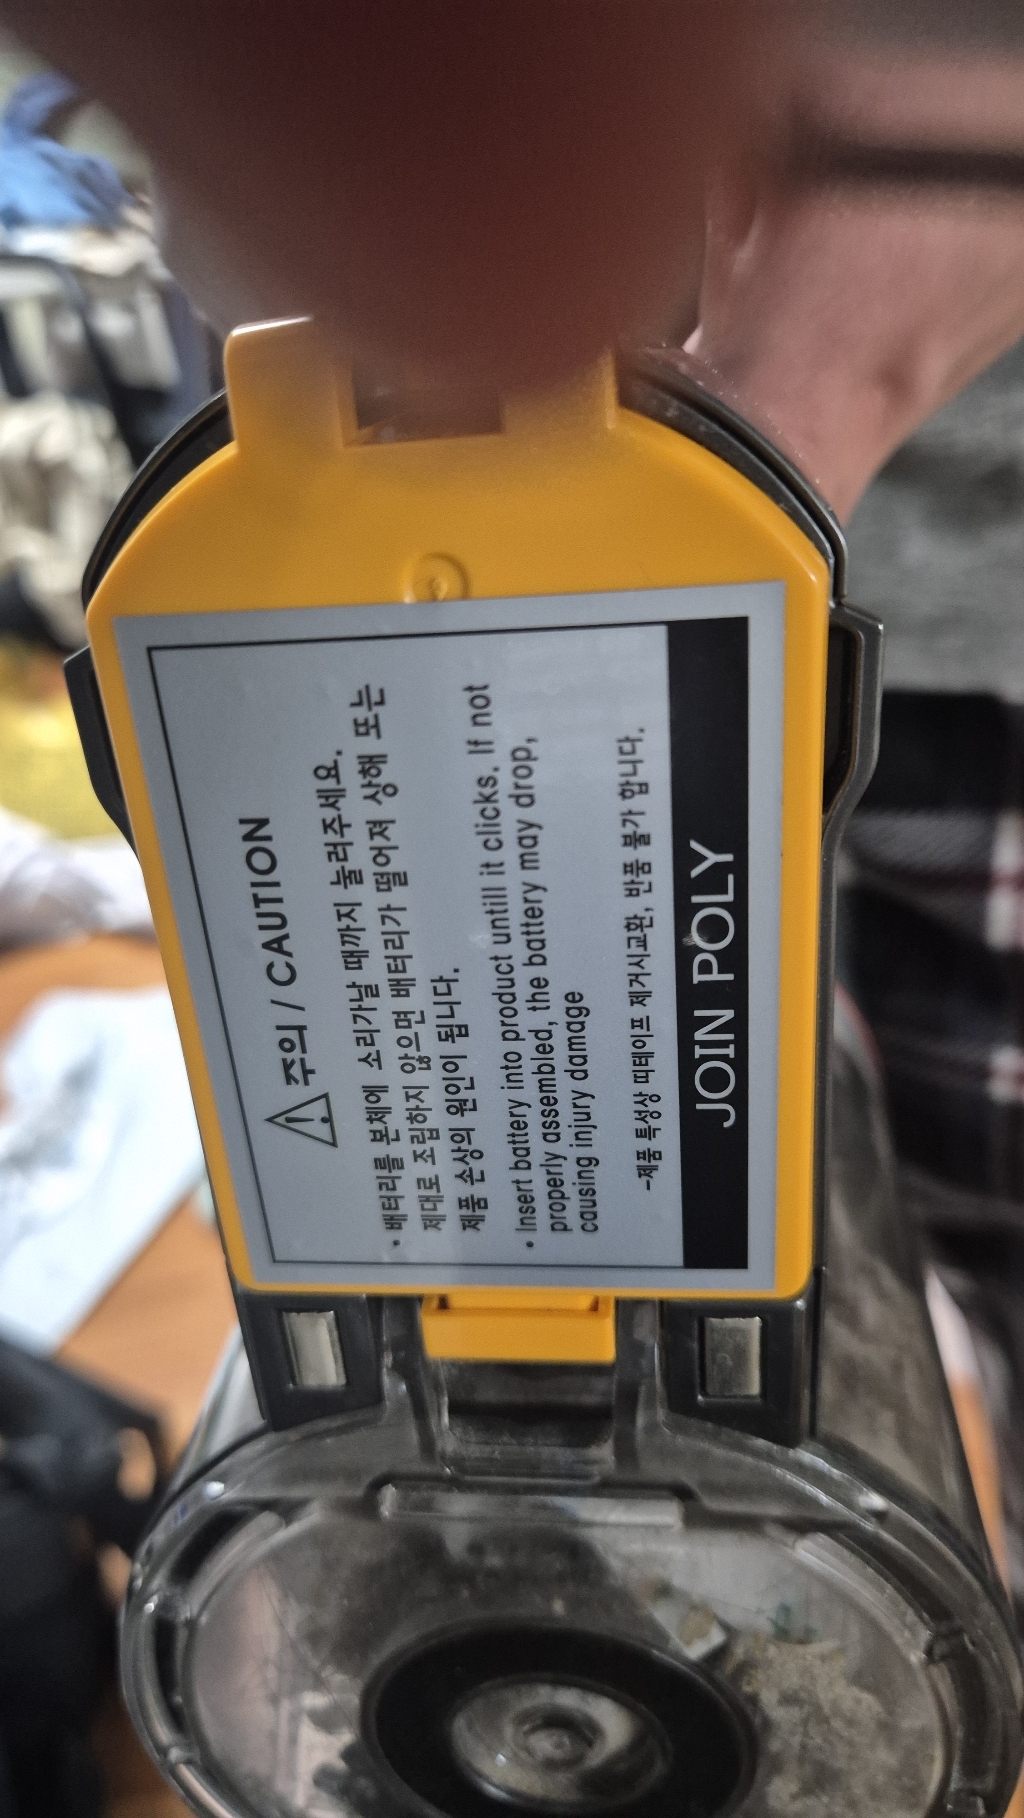 주의 / CAUTION
• 배터리를 본체에 소리가날 때까지 눌러주세요.
제대로 조립하지 않으면 배터리가 떨어져 상해 또는
제품 손상의 원인이 됩니다.
• Insert battery into product untill it clicks. If not
properly assembled, the battery may drop,
causing injury damage
-제품 특성상 띠테이프 제거시교환, 반품 불가 합니다.
JOIN POLY